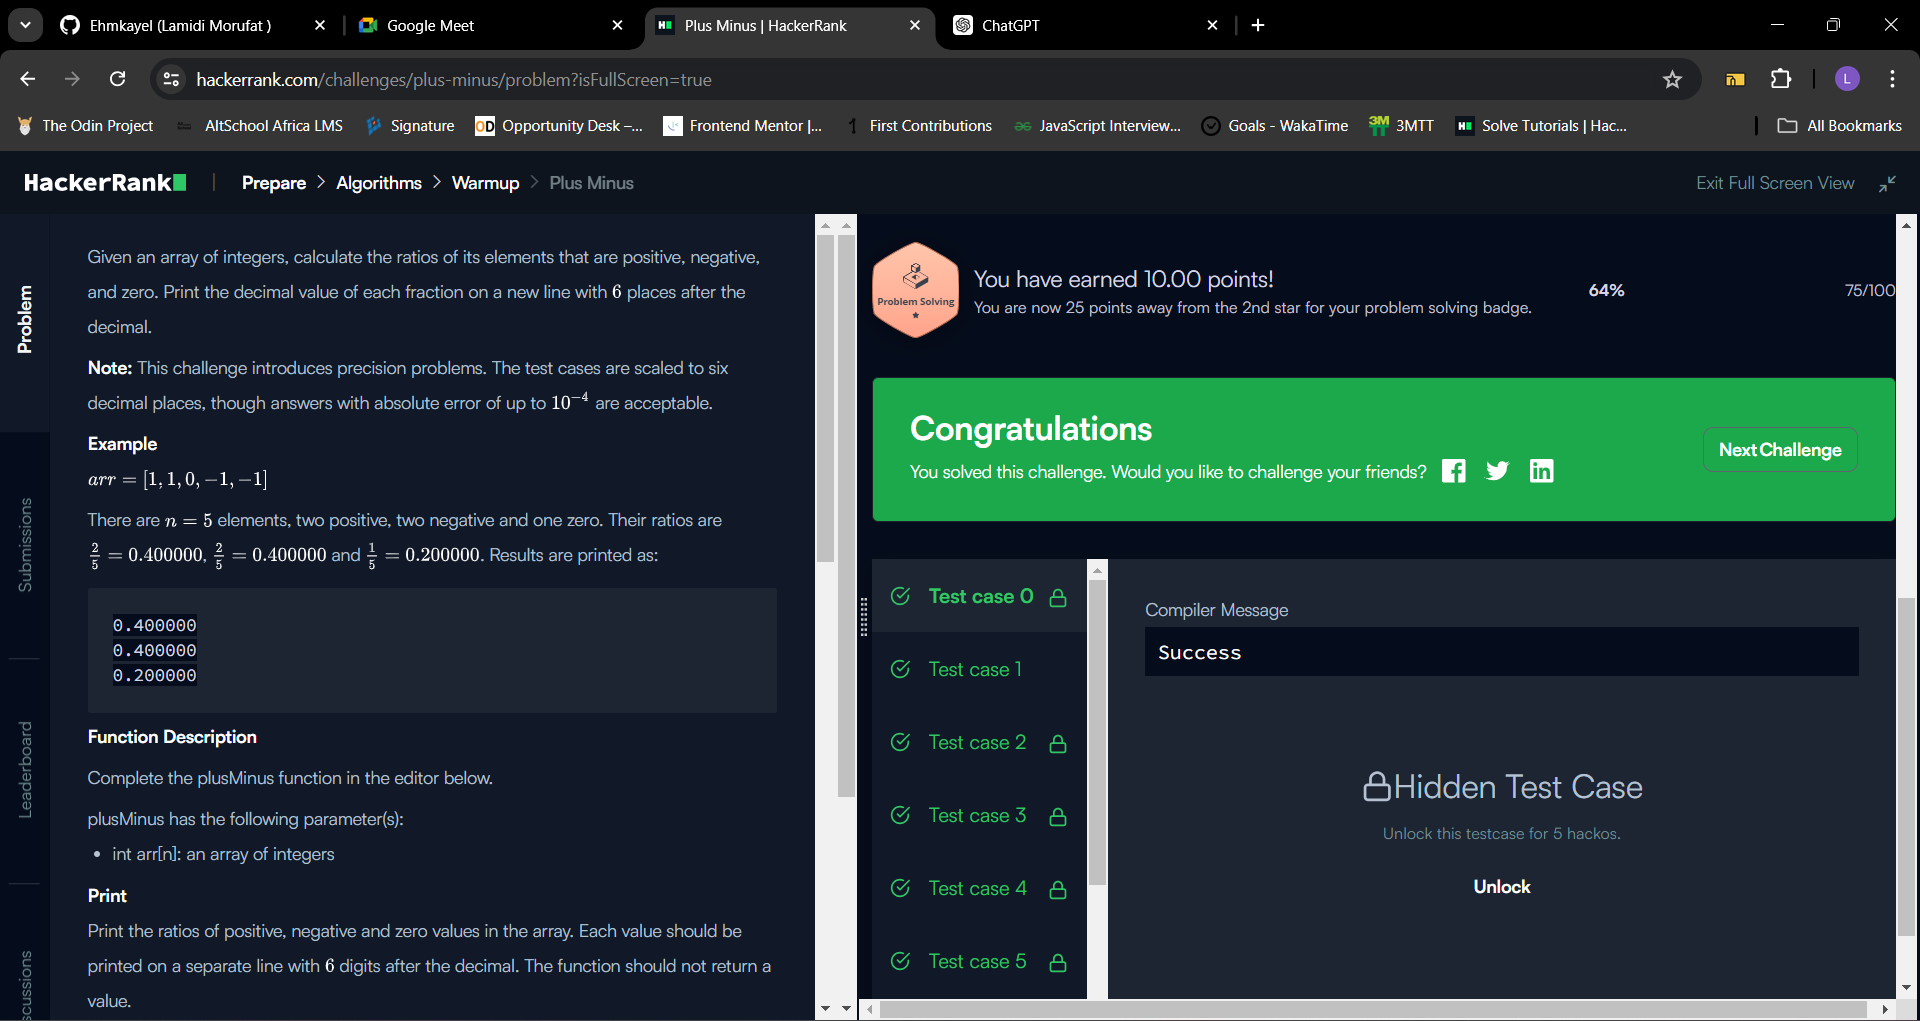 Ehmkayel (Lamidi Morufat )
Google Meet
Plus Minus | HackerRank
ChatGPT
hackerrank.com/challenges/plus-minus/problem?isFullScreen=true
L
The Odin Project
AltSchool Africa LMS
Signature
OD Opportunity Desk –...
Frontend Mentor |...
First Contributions
JavaScript Interview...
Goals - WakaTime
3M 3MTT
Solve Tutorials | Hac...
All Bookmarks
HackerRank
Prepare > Algorithms > Warmup > Plus Minus
Exit Full Screen View
Problem
Submissions
Leaderboard
scussions
Given an array of integers, calculate the ratios of its elements that are positive, negative,
and zero. Print the decimal value of each fraction on a new line with 6 places after the
decimal.
Note: This challenge introduces precision problems. The test cases are scaled to six
decimal places, though answers with absolute error of up to 10⁻⁴ are acceptable.
Example
arr = [1, 1, 0, −1, −1]
There are n = 5 elements, two positive, two negative and one zero. Their ratios are
2/5 = 0.400000, 2/5 = 0.400000 and 1/5 = 0.200000. Results are printed as:
0.400000
0.400000
0.200000
Function Description
Complete the plusMinus function in the editor below.
plusMinus has the following parameter(s):
• int arr[n]: an array of integers
Print
Print the ratios of positive, negative and zero values in the array. Each value should be
printed on a separate line with 6 digits after the decimal. The function should not return a
value.
Problem Solving
You have earned 10.00 points!
You are now 25 points away from the 2nd star for your problem solving badge.
64%
75/100
Congratulations
You solved this challenge. Would you like to challenge your friends?
Next Challenge
Test case 0
Test case 1
Test case 2
Test case 3
Test case 4
Test case 5
Compiler Message
Success
Hidden Test Case
Unlock this testcase for 5 hackos.
Unlock